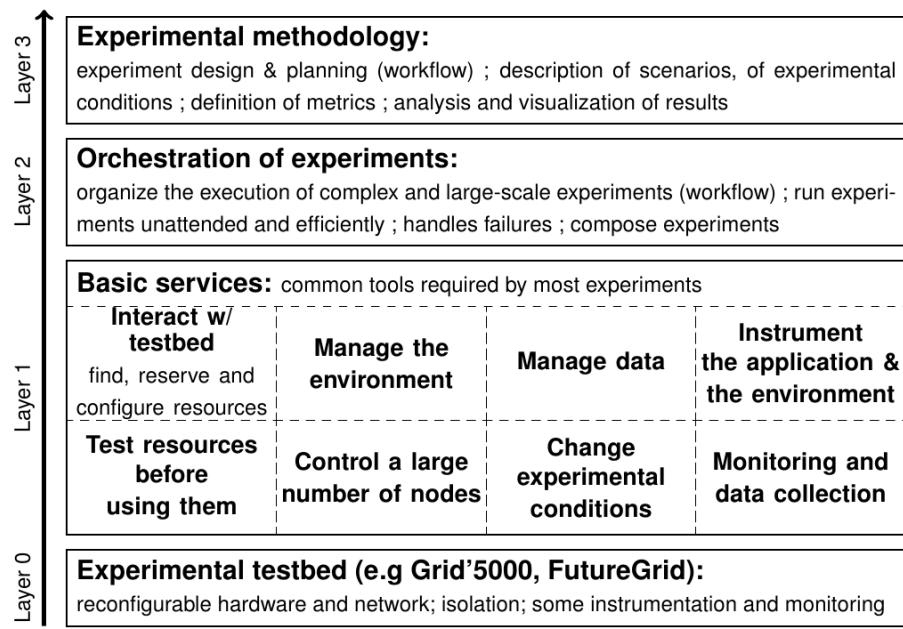 Layer 3
Experimental methodology:
experiment design & planning (workflow) ; description of scenarios, of experimental
conditions ; definition of metrics ; analysis and visualization of results
Layer 2
Orchestration of experiments:
organize the execution of complex and large-scale experiments (workflow) ; run experi-
ments unattended and efficiently ; handles failures ; compose experiments
Layer 1
Basic services: common tools required by most experiments
Interact w/
testbed
find, reserve and
configure resources
Manage the
environment
Manage data
Instrument
the application &
the environment
Test resources
before
using them
Control a large
number of nodes
Change
experimental
conditions
Monitoring and
data collection
Layer 0
Experimental testbed (e.g Grid'5000, FutureGrid):
reconfigurable hardware and network; isolation; some instrumentation and monitoring